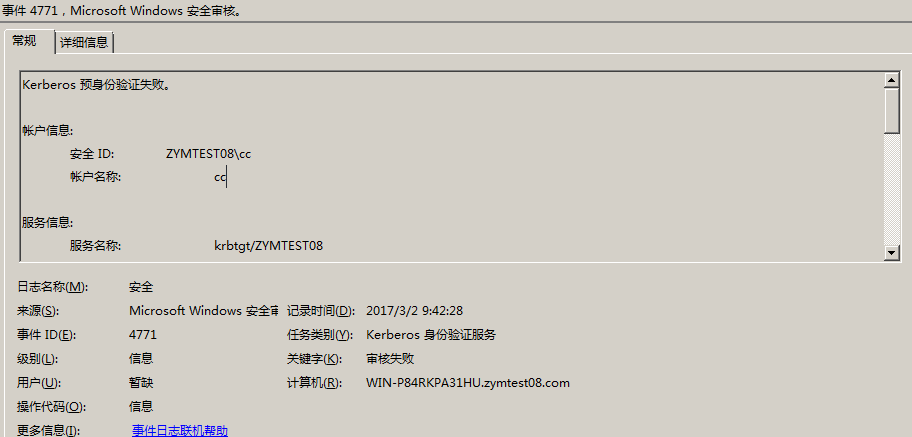 事件 4771，Microsoft Windows 安全审核。
常规 详细信息
Kerberos 预身份验证失败。
帐户信息:
安全 ID: ZYMTEST08\cc
帐户名称: cc
服务信息:
服务名称: krbtgt/ZYMTEST08
日志名称(M): 安全
来源(S): Microsoft Windows 安全审 记录时间(D): 2017/3/2 9:42:28
事件 ID(E): 4771 任务类别(Y): Kerberos 身份验证服务
级别(L): 信息 关键字(K): 审核失败
用户(U): 暂缺 计算机(R): WIN-P84RKPA31HU.zymtest08.com
操作代码(O): 信息
更多信息(I): 事件日志联机帮助